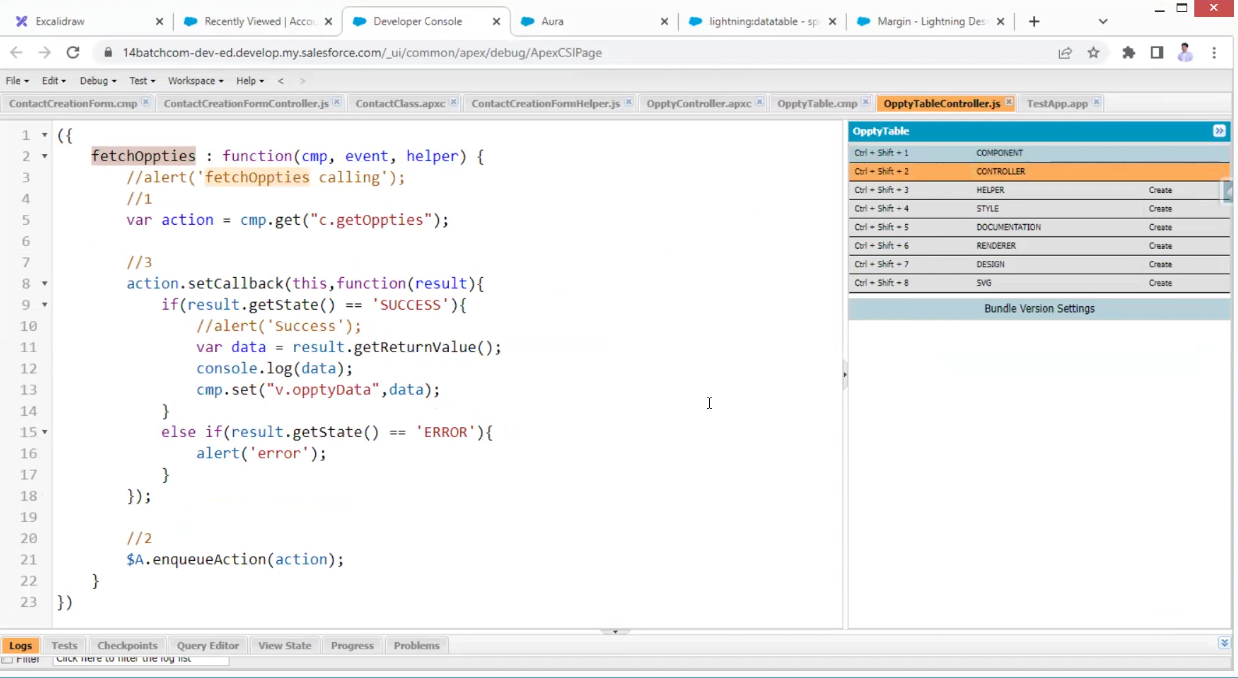 Excalidraw
Recently Viewed | Accou
Developer Console
Aura
lightning:datatable - sp
Margin - Lightning Des
14batchcom-dev-ed.develop.my.salesforce.com/_ui/common/apex/debug/ApexCSIPage
File Edit Debug Test Workspace Help < >
ContactCreationForm.cmp ContactCreationFormController.js ContactClass.apxc ContactCreationFormHelper.js OpptyController.apxc OpptyTable.cmp OpptyTableController.js TestApp.app
1 ({
2 fetchOppties : function(cmp, event, helper) {
3 //alert('fetchOppties calling');
4 //1
5 var action = cmp.get("c.getOppties");
6
7 //3
8 action.setCallback(this,function(result){
9 if(result.getState() == 'SUCCESS'){
10 //alert('Success');
11 var data = result.getReturnValue();
12 console.log(data);
13 cmp.set("v.opptyData",data);
14 }
15 else if(result.getState() == 'ERROR'){
16 alert('error');
17 }
18 });
19
20 //2
21 $A.enqueueAction(action);
22 }
23 })
OpptyTable
Ctrl + Shift + 1 COMPONENT
Ctrl + Shift + 2 CONTROLLER
Ctrl + Shift + 3 HELPER Create
Ctrl + Shift + 4 STYLE Create
Ctrl + Shift + 5 DOCUMENTATION Create
Ctrl + Shift + 6 RENDERER Create
Ctrl + Shift + 7 DESIGN Create
Ctrl + Shift + 8 SVG Create
Bundle Version Settings
Logs Tests Checkpoints Query Editor View State Progress Problems
Filter Click here to filter the log list